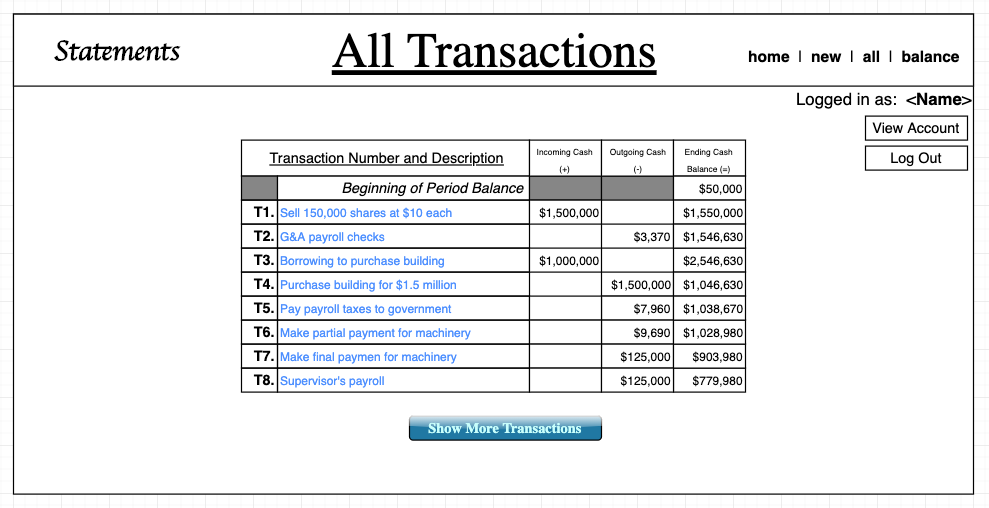 Statements
All Transactions
home | new | all | balance
Logged in as: <Name>
View Account
Log Out
Transaction Number and Description Incoming Cash (+) Outgoing Cash (-) Ending Cash Balance (=)
Beginning of Period Balance $50,000
T1. Sell 150,000 shares at $10 each $1,500,000 $1,550,000
T2. G&A payroll checks $3,370 $1,546,630
T3. Borrowing to purchase building $1,000,000 $2,546,630
T4. Purchase building for $1.5 million $1,500,000 $1,046,630
T5. Pay payroll taxes to government $7,960 $1,038,670
T6. Make partial payment for machinery $9,690 $1,028,980
T7. Make final paymen for machinery $125,000 $903,980
T8. Supervisor's payroll $125,000 $779,980
Show More Transactions